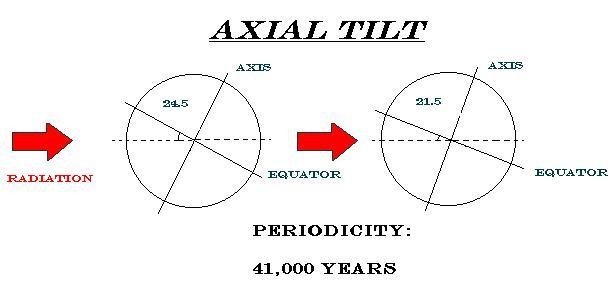 AXIAL TILT
AXIS
24.5
RADIATION
EQUATOR
AXIS
21.5
EQUATOR
PERIODICITY:
41,000 YEARS